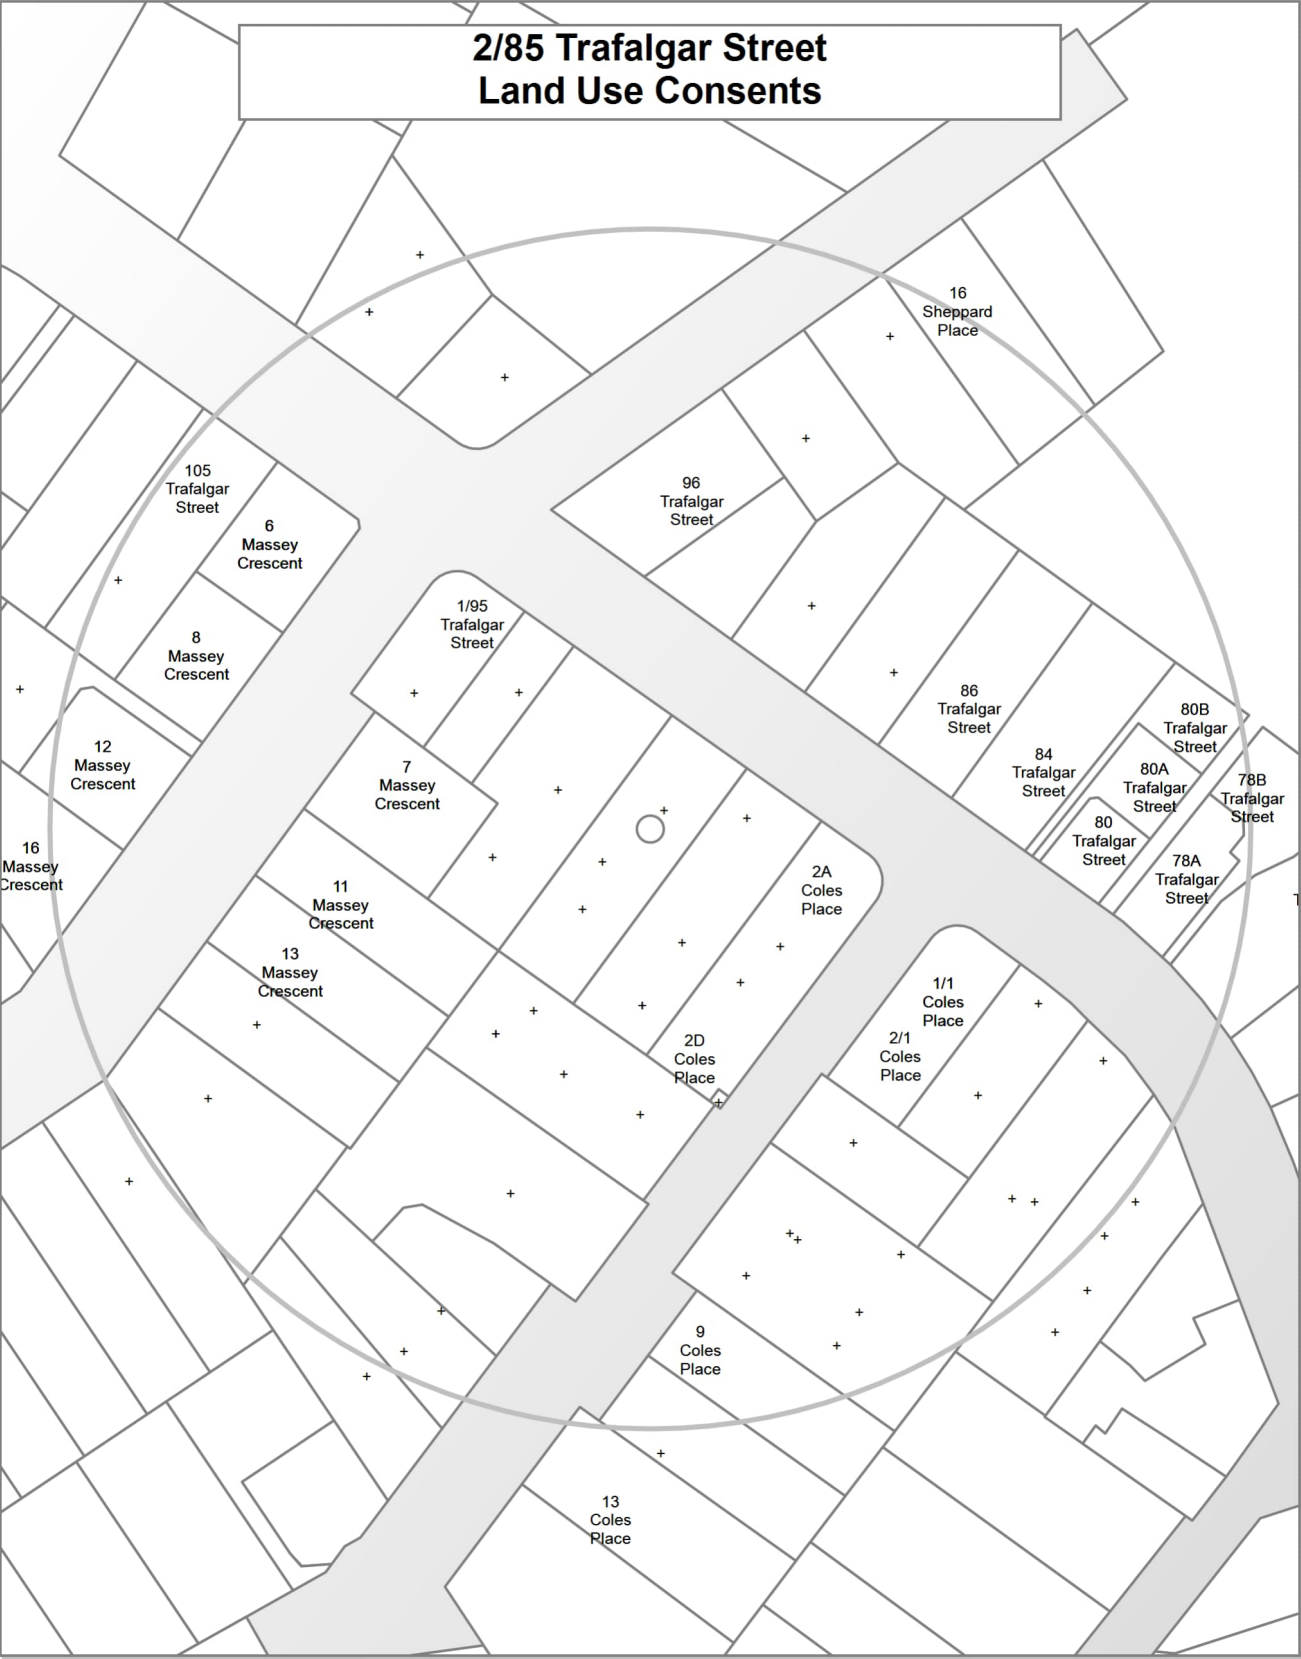 2/85 Trafalgar Street
Land Use Consents
16
Sheppard
Place
105
Trafalgar
Street
96
Trafalgar
Street
6
Massey
Crescent
1/95
Trafalgar
Street
8
Massey
Crescent
86
Trafalgar
Street
80B
Trafalgar
Street
12
Massey
Crescent
84
Trafalgar
Street
7
Massey
Crescent
80A
Trafalgar
Street
78B
Trafalgar
Street
80
Trafalgar
Street
16
Massey
Crescent
78A
Trafalgar
Street
2A
Coles
Place
11
Massey
Crescent
13
Massey
Crescent
1/1
Coles
Place
2/1
Coles
Place
2D
Coles
Place
9
Coles
Place
13
Coles
Place